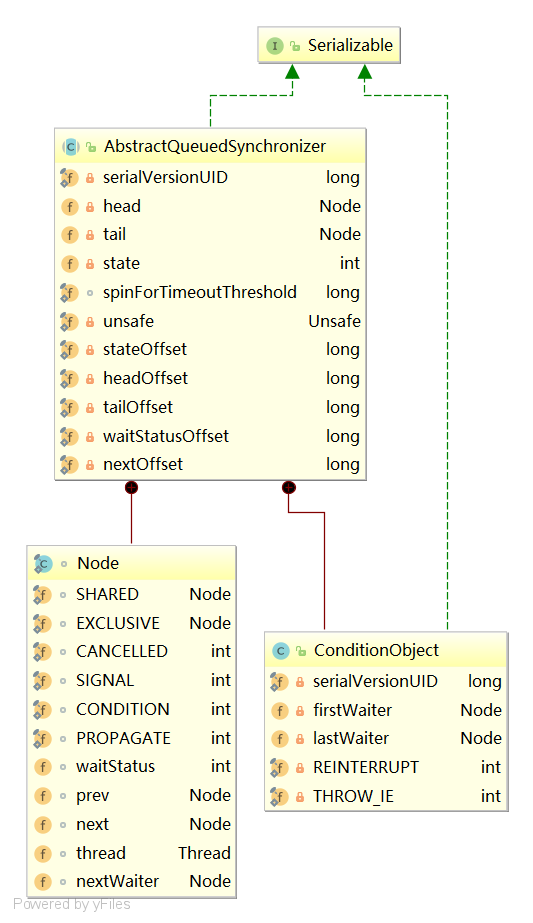 I Serializable
C AbstractQueuedSynchronizer
f serialVersionUID long
f head Node
f tail Node
f state int
f spinForTimeoutThreshold long
f unsafe Unsafe
f stateOffset long
f headOffset long
f tailOffset long
f waitStatusOffset long
f nextOffset long
C Node
f SHARED Node
f EXCLUSIVE Node
f CANCELLED int
f SIGNAL int
f CONDITION int
f PROPAGATE int
f waitStatus int
f prev Node
f next Node
f thread Thread
f nextWaiter Node
C ConditionObject
f serialVersionUID long
f firstWaiter Node
f lastWaiter Node
f REINTERRUPT int
f THROW_IE int
Powered by yFiles